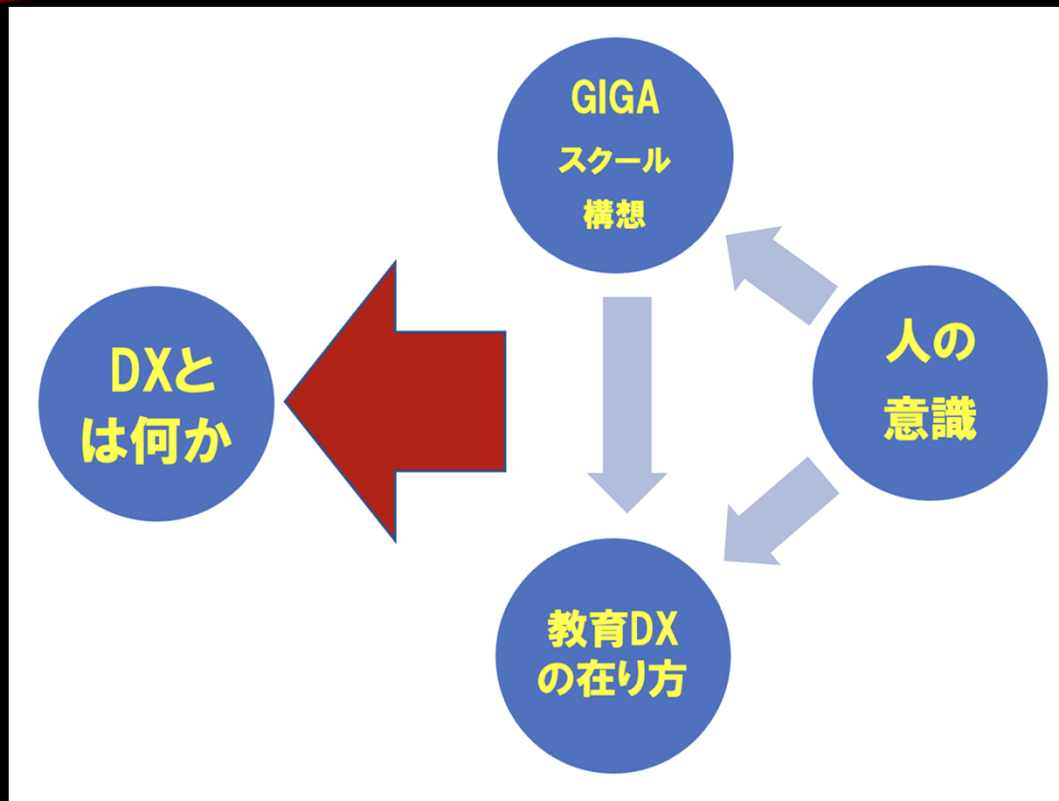 GIGA
スクール
構想
DXと
は何か
人の
意識
教育DX
の在り方